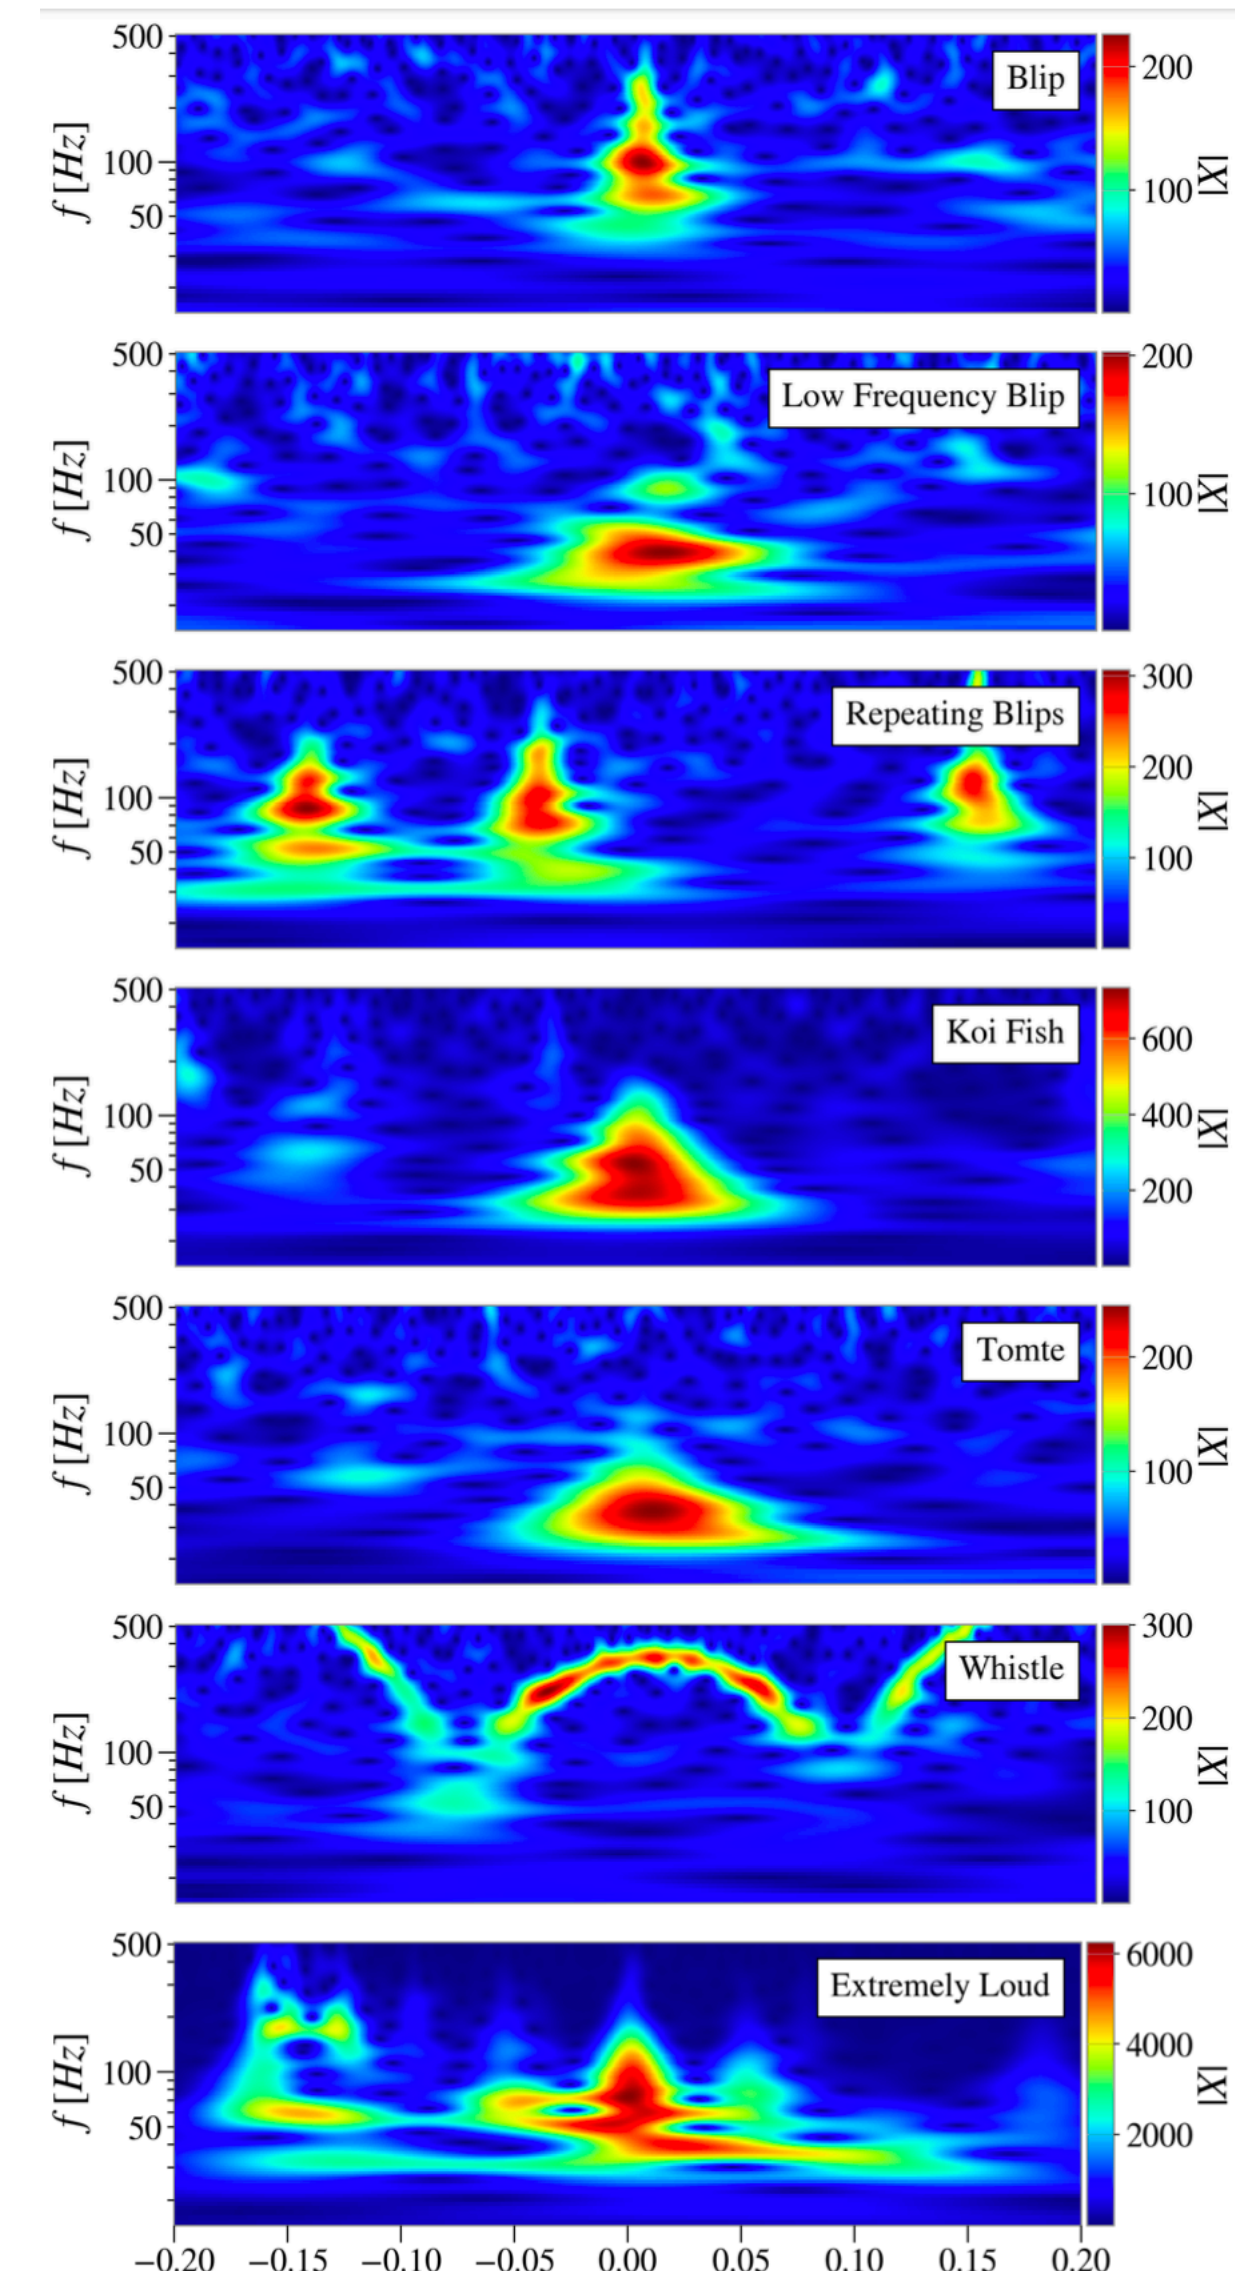 500
100
50
f [Hz]
Blip
200
100
|X|
500
100
50
f [Hz]
Low Frequency Blip
200
100
|X|
500
100
50
f [Hz]
Repeating Blips
300
200
100
|X|
500
100
50
f [Hz]
Koi Fish
600
400
200
|X|
500
100
50
f [Hz]
Tomte
200
100
|X|
500
100
50
f [Hz]
Whistle
300
200
100
|X|
500
100
50
f [Hz]
Extremely Loud
6000
4000
2000
|X|
−0.20 −0.15 −0.10 −0.05 0.00 0.05 0.10 0.15 0.20